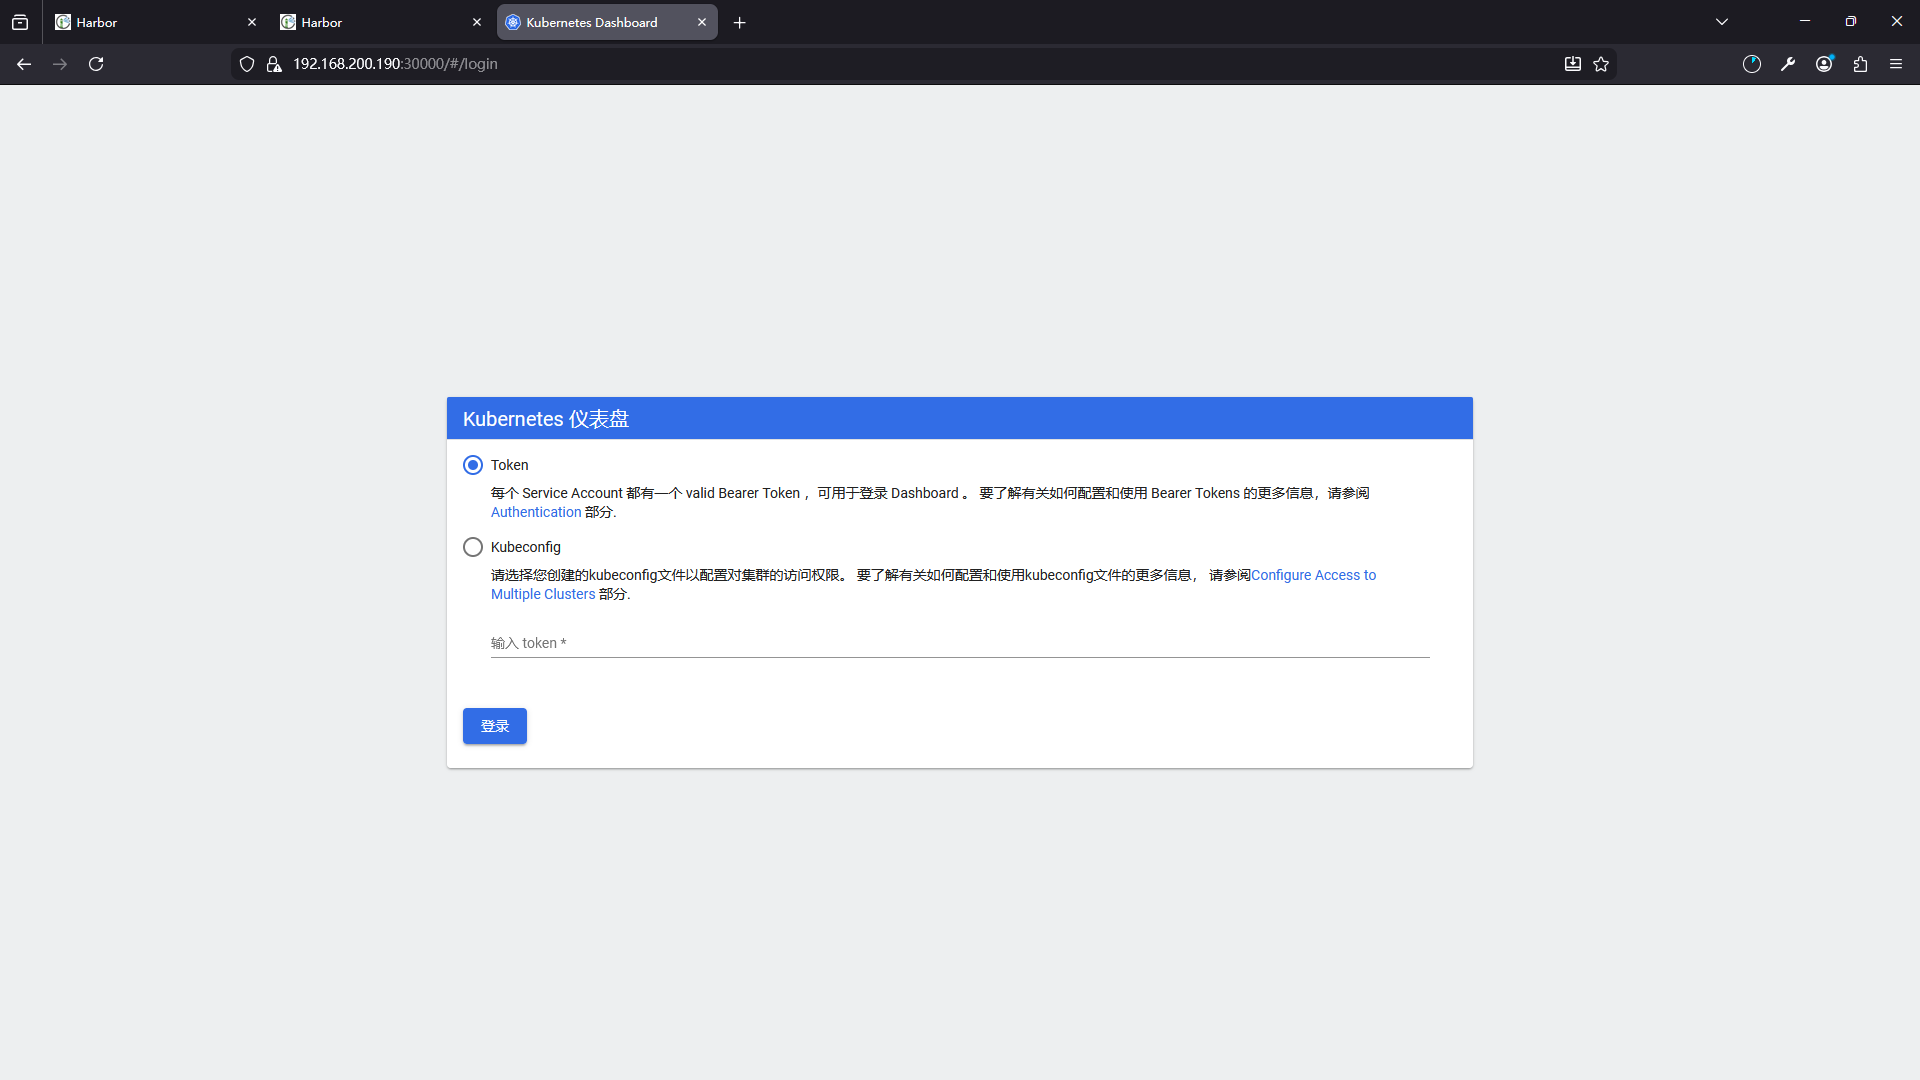 Harbor
Harbor
Kubernetes Dashboard
192.168.200.190:30000/#/login
Kubernetes 仪表盘
Token
每个 Service Account 都有一个 valid Bearer Token ，可用于登录 Dashboard 。 要了解有关如何配置和使用 Bearer Tokens 的更多信息，请参阅
Authentication 部分.
Kubeconfig
请选择您创建的kubeconfig文件以配置对集群的访问权限。 要了解有关如何配置和使用kubeconfig文件的更多信息， 请参阅Configure Access to
Multiple Clusters 部分.
输入 token *
登录